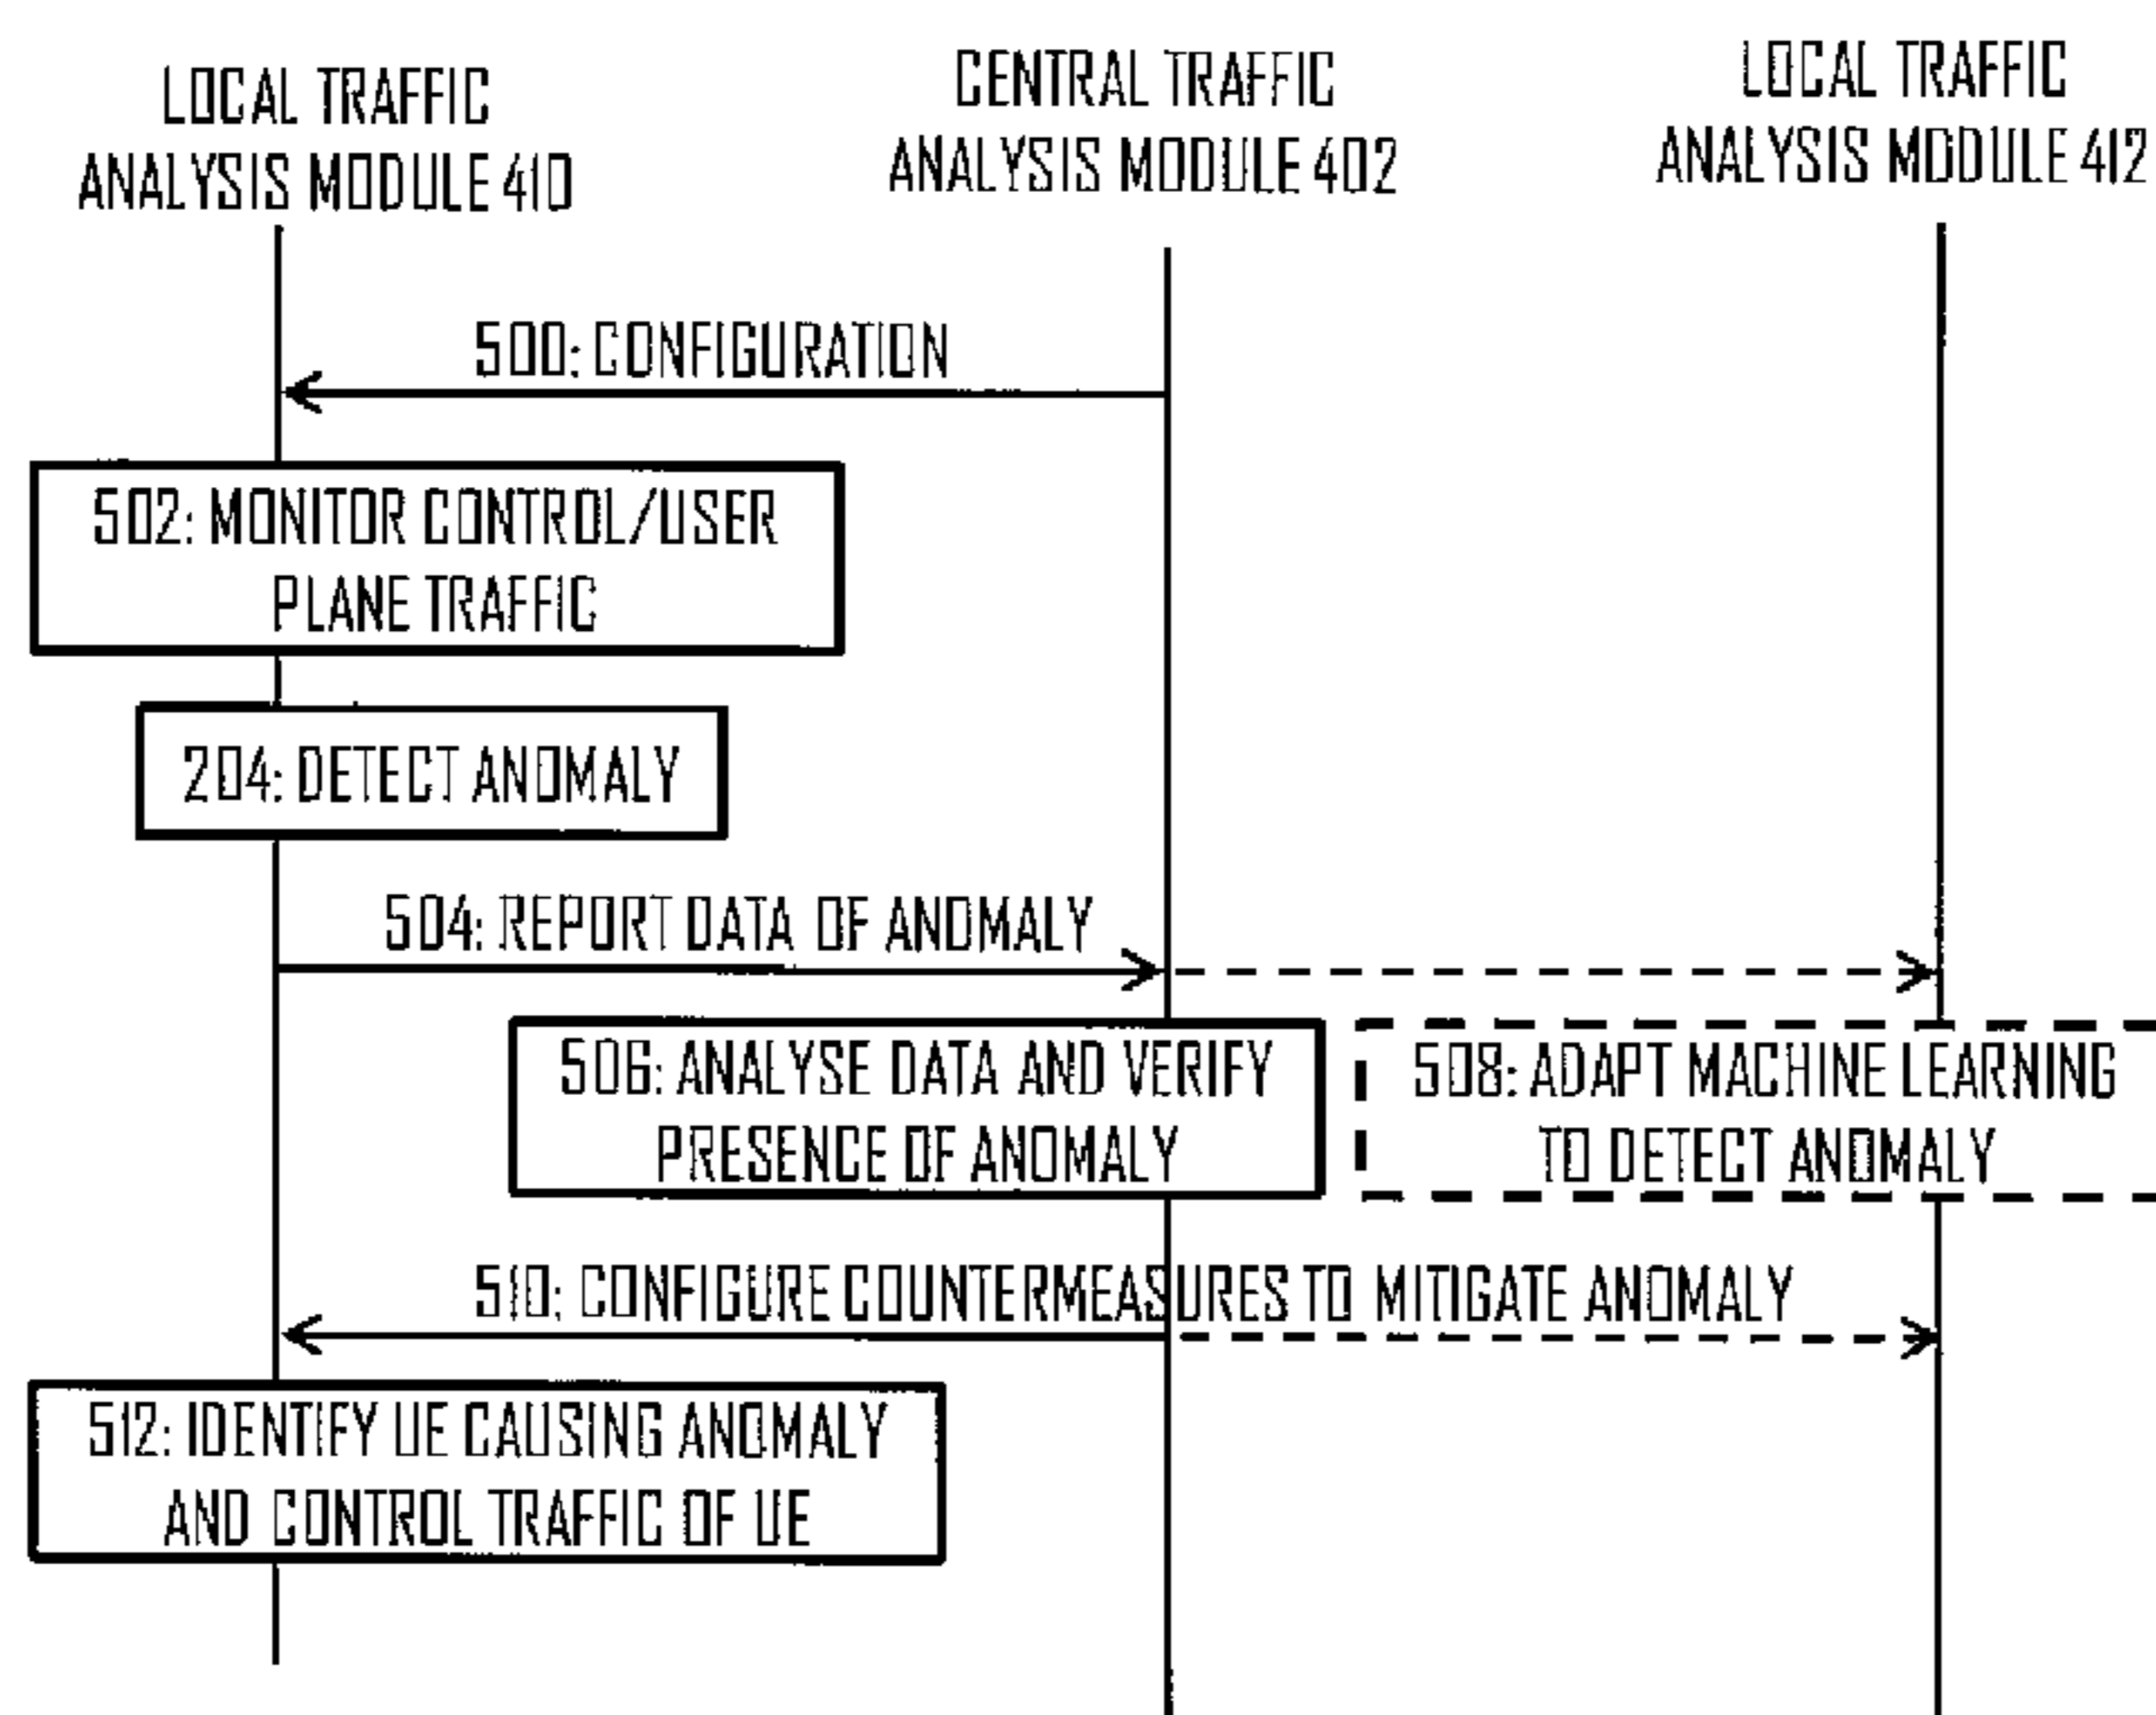 LOCAL TRAFFIC
ANALYSIS MODULE 410
CENTRAL TRAFFIC
ANALYSIS MODULE 402
LOCAL TRAFFIC
ANALYSIS MODULE 412
500: CONFIGURATION
502: MONITOR CONTROL/USER
PLANE TRAFFIC
204: DETECT ANOMALY
504: REPORT DATA OF ANOMALY
506: ANALYSE DATA AND VERIFY
PRESENCE OF ANOMALY
508: ADAPT MACHINE LEARNING
TO DETECT ANOMALY
510: CONFIGURE COUNTERMEASURES TO MITIGATE ANOMALY
512: IDENTIFY UE CAUSING ANOMALY
AND CONTROL TRAFFIC OF UE